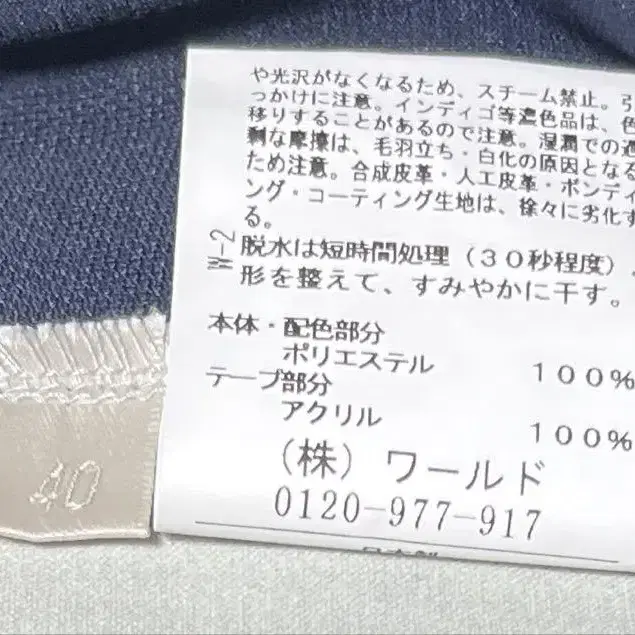 や光沢がなくなるため、スチーム禁止。引
っかけに注意。インディゴ等濃色品は、色
移りすることがあるので注意。湿潤での過
剰な摩擦は、毛羽立ち・白化の原因となる
ため注意。合成皮革・人工皮革・ボンディ
ング・コーティング生地は、徐々に劣化す
る。
W-2
脱水は短時間処理（30秒程度）、
形を整えて、すみやかに干す。
本体・配色部分
ポリエステル 100%
テープ部分
アクリル 100%
（株）ワールド
0120-977-917
40